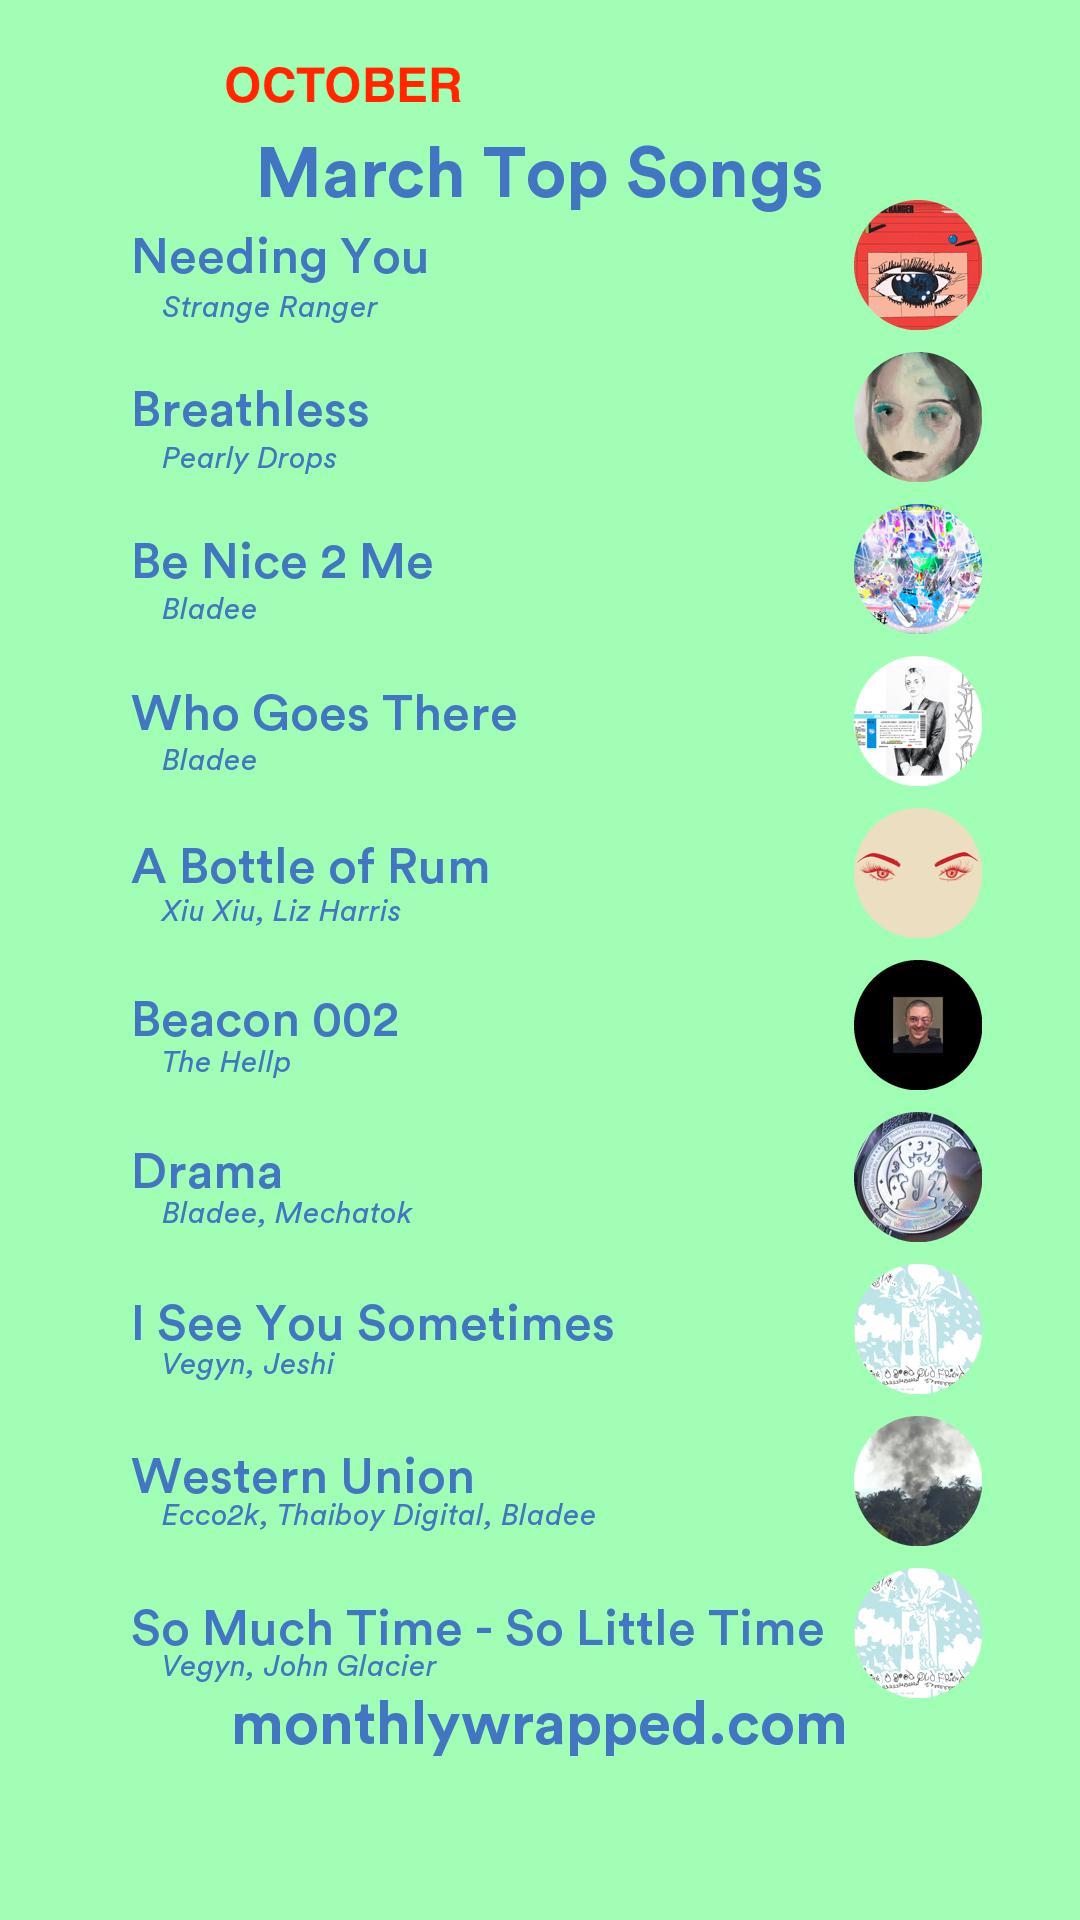 OCTOBER
March Top Songs
Needing You
Strange Ranger
Breathless
Pearly Drops
Be Nice 2 Me
Bladee
Who Goes There
Bladee
A Bottle of Rum
Xiu Xiu, Liz Harris
Beacon 002
The Hellp
Drama
Bladee, Mechatok
I See You Sometimes
Vegyn, Jeshi
Western Union
Ecco2k, Thaiboy Digital, Bladee
So Much Time - So Little Time
Vegyn, John Glacier
monthlywrapped.com